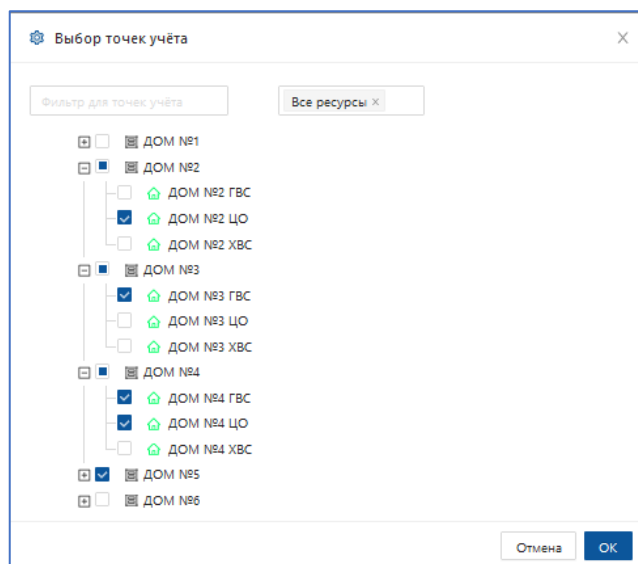 Выбор точек учёта
Фильтр для точек учёта
Все ресурсы ×
ДОМ №1
ДОМ №2
ДОМ №2 ГВС
ДОМ №2 ЦО
ДОМ №2 ХВС
ДОМ №3
ДОМ №3 ГВС
ДОМ №3 ЦО
ДОМ №3 ХВС
ДОМ №4
ДОМ №4 ГВС
ДОМ №4 ЦО
ДОМ №4 ХВС
ДОМ №5
ДОМ №6
Отмена
ОК